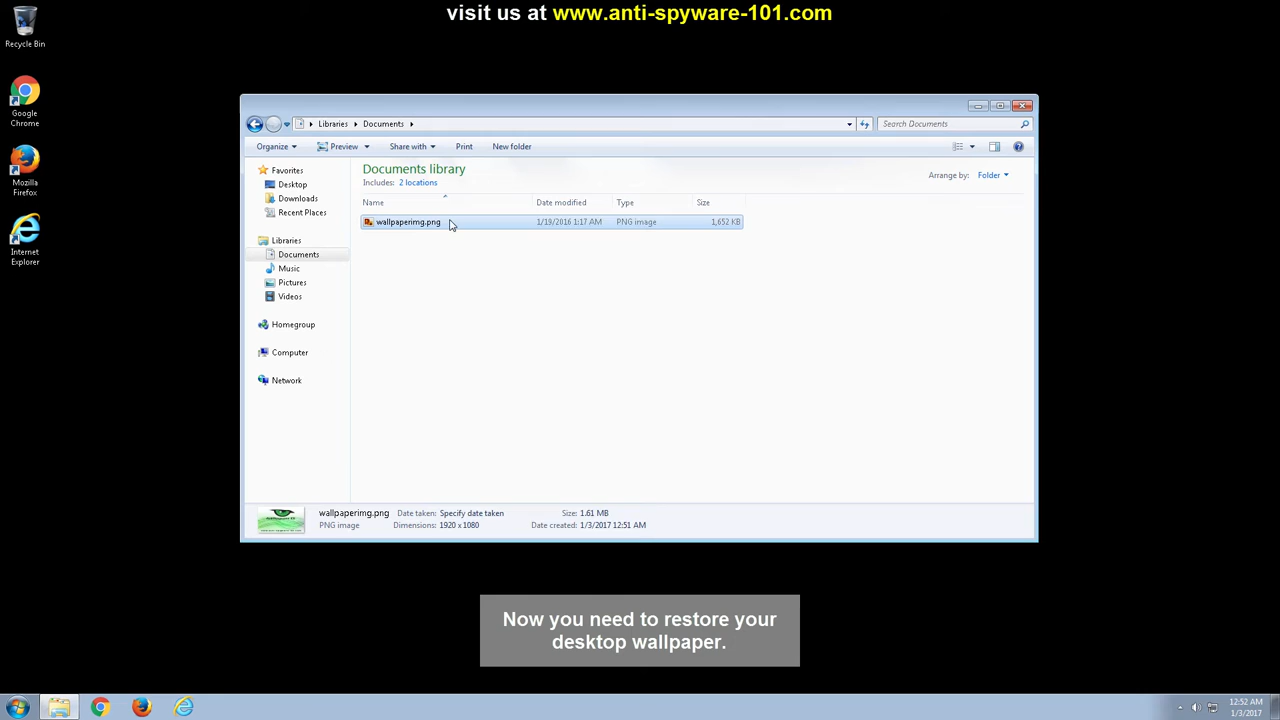 visit us at www.anti-spyware-101.com
Recycle Bin
Google
Chrome
Mozilla
Firefox
Internet
Explorer
Libraries
Documents
Search Documents
Organize
Preview
Share with
Print
New folder
Favorites
Desktop
Downloads
Recent Places
Libraries
Documents
Music
Pictures
Videos
Homegroup
Computer
Network
Documents library
Includes: 2 locations
Arrange by: Folder
Name Date modified Type Size
wallpaperimg.png 1/19/2016 1:17 AM PNG image 1,652 KB
wallpaperimg.png Date taken: Specify date taken Size: 1.61 MB
PNG image Dimensions: 1920 x 1080 Date created: 1/3/2017 12:51 AM
Now you need to restore your
desktop wallpaper.
12:52 AM
1/3/2017